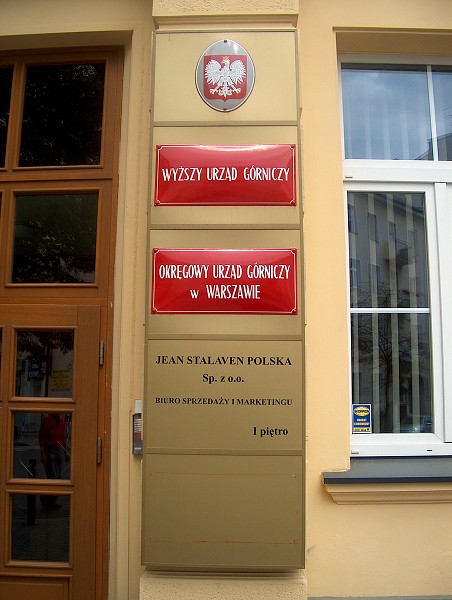 WYŻSZY URZĄD GÓRNICZY
OKRĘGOWY URZĄD GÓRNICZY
w WARSZAWIE
JEAN STALAVEN POLSKA
Sp. z o.o.
BIURO SPRZEDAŻY I MARKETINGU
I piętro